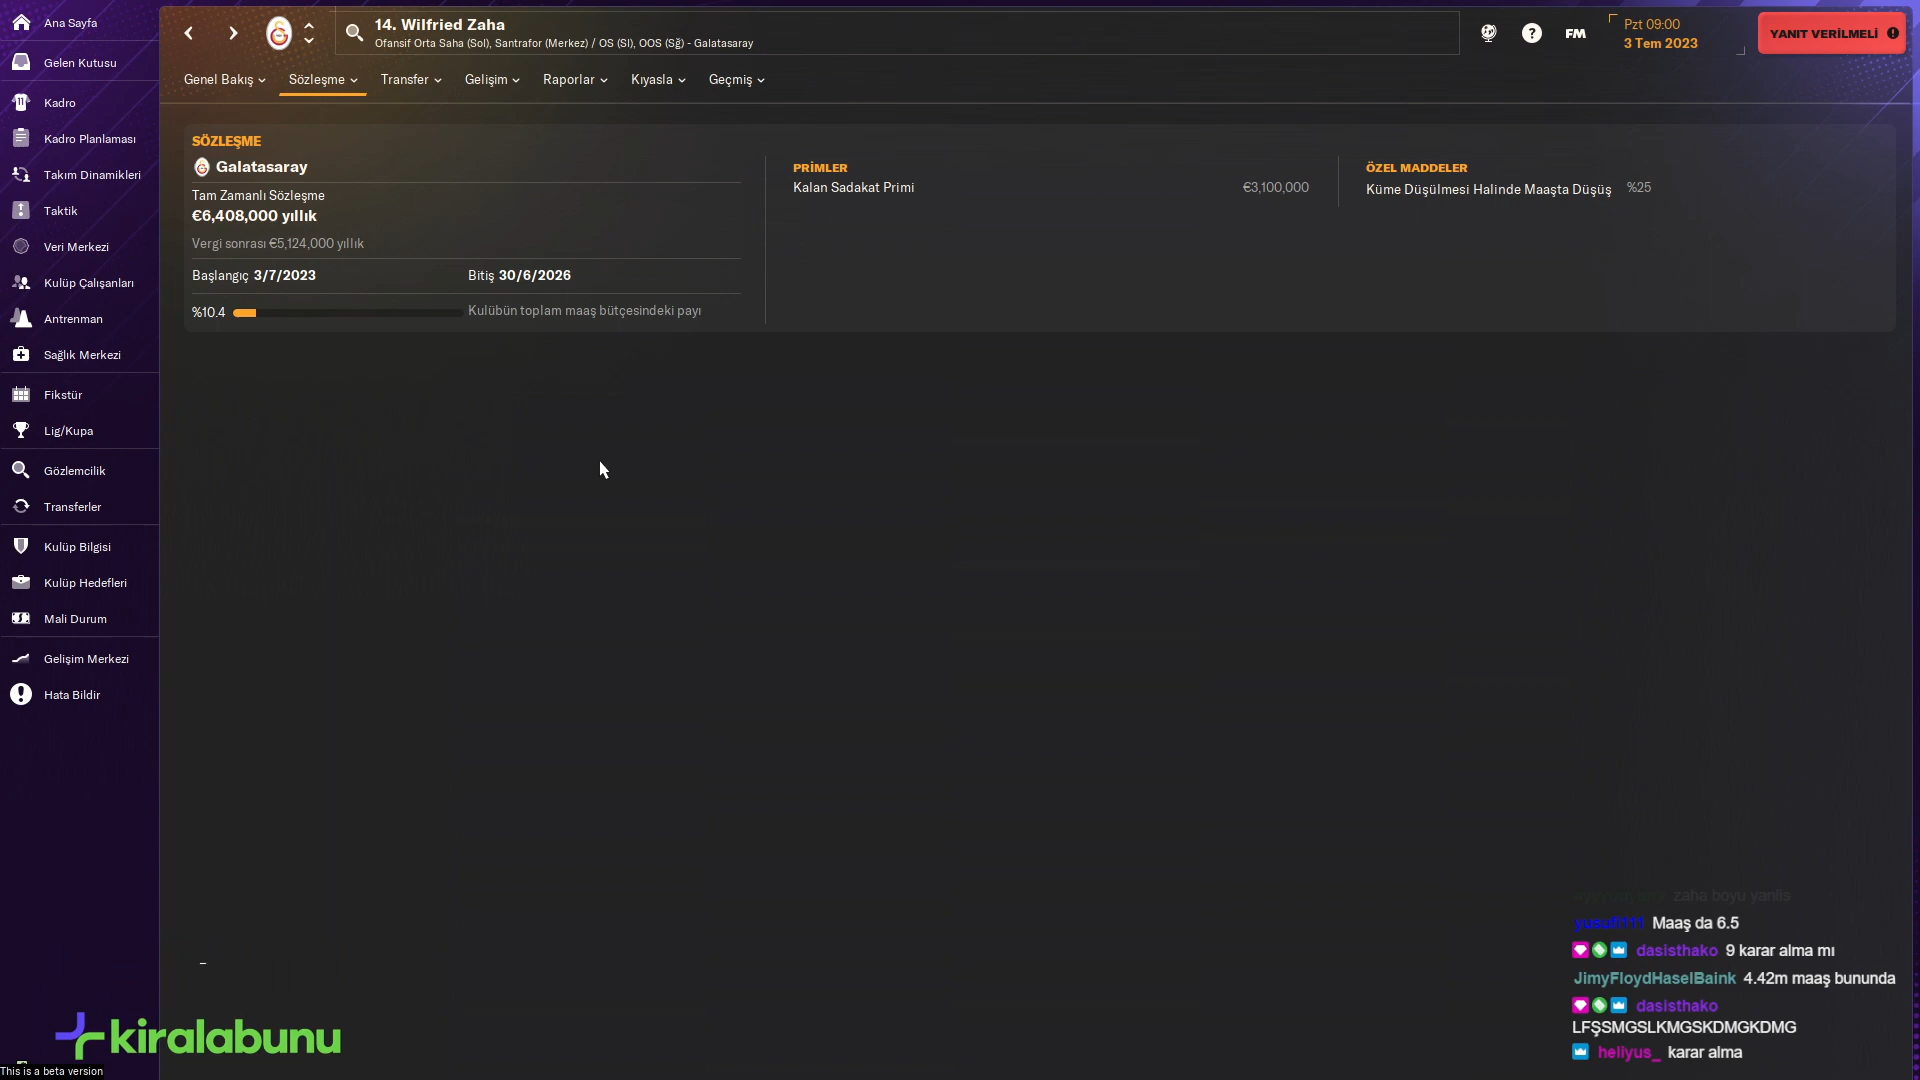 Ana Sayfa
Gelen Kutusu
Kadro
Kadro Planlaması
Takım Dinamikleri
Taktik
Veri Merkezi
Kulüp Çalışanları
Antrenman
Sağlık Merkezi
Fikstür
Lig/Kupa
Gözlemcilik
Transferler
Kulüp Bilgisi
Kulüp Hedefleri
Mali Durum
Gelişim Merkezi
Hata Bildir
14. Wilfried Zaha
Ofansif Orta Saha (Sol), Santrafor (Merkez) / OS (Sl), OOS (Sğ) - Galatasaray
FM
Pzt 09:00
3 Tem 2023
YANIT VERİLMELİ
Genel Bakış
Sözleşme
Transfer
Gelişim
Raporlar
Kıyasla
Geçmiş
SÖZLEŞME
Galatasaray
Tam Zamanlı Sözleşme
€6,408,000 yıllık
Vergi sonrası €5,124,000 yıllık
Başlangıç 3/7/2023
Bitiş 30/6/2026
%10.4
Kulübün toplam maaş bütçesindeki payı
PRİMLER
Kalan Sadakat Primi €3,100,000
ÖZEL MADDELER
Küme Düşülmesi Halinde Maaşta Düşüş %25
zaha boyu yanlis
yusufi111 Maaş da 6.5
dasisthako 9 karar alma mı
JimyFloydHaselBaink 4.42m maaş bununda
dasisthako
LFŞSMGSLKMGSKDMGKDMG
heliyus_ karar alma
kiralabunu
This is a beta version